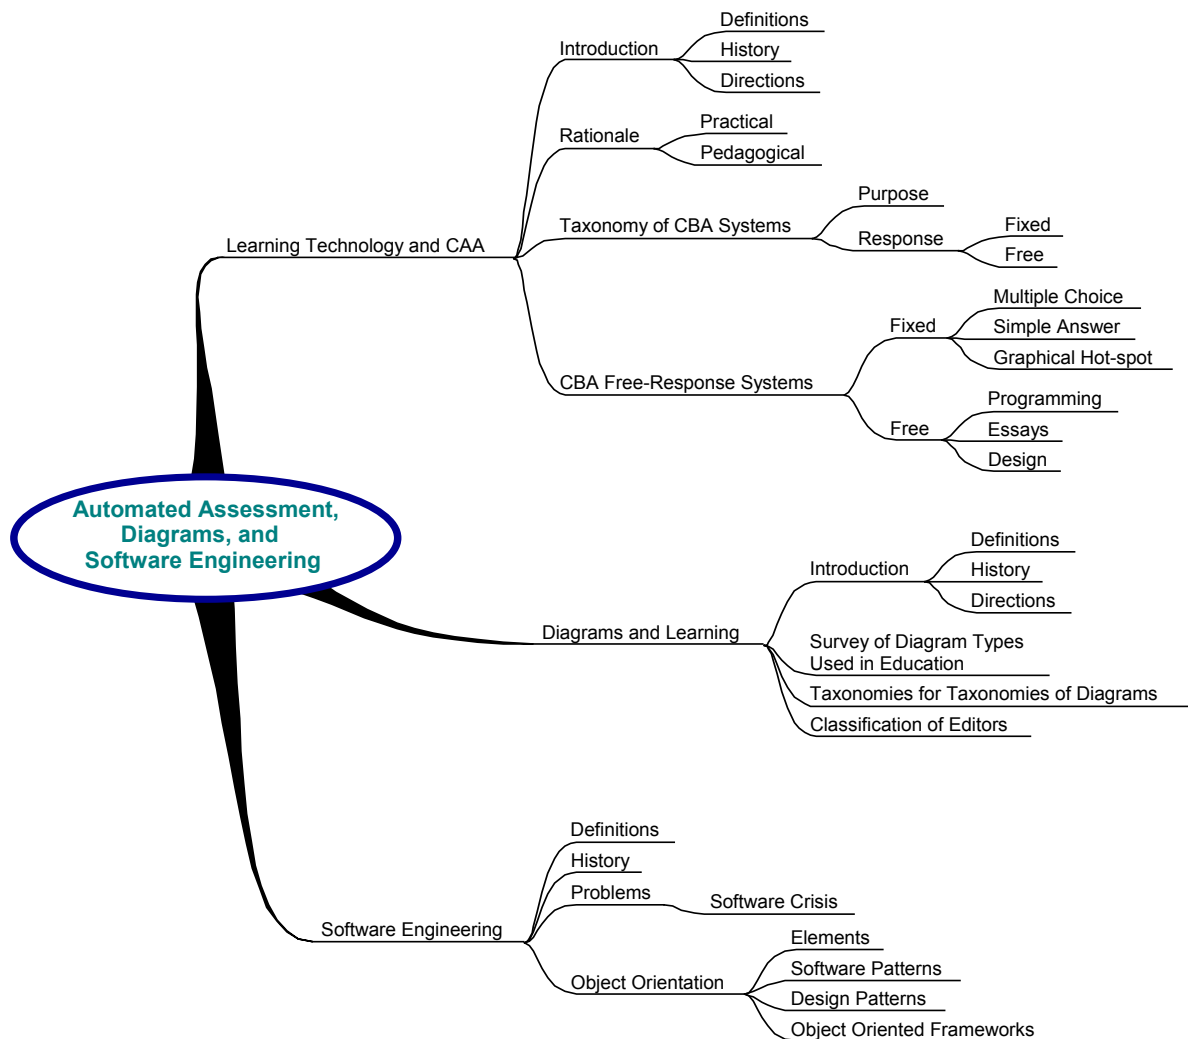 Definitions
Introduction
History
Directions
Practical
Rationale
Pedagogical
Purpose
Taxonomy of CBA Systems
Fixed
Response
Free
Learning Technology and CAA
Multiple Choice
Fixed
Simple Answer
Graphical Hot-spot
CBA Free-Response Systems
Programming
Free
Essays
Design
Automated Assessment,
Diagrams, and
Software Engineering
Definitions
Introduction
History
Directions
Diagrams and Learning
Survey of Diagram Types
Used in Education
Taxonomies for Taxonomies of Diagrams
Classification of Editors
Definitions
History
Problems
Software Crisis
Software Engineering
Elements
Object Orientation
Software Patterns
Design Patterns
Object Oriented Frameworks